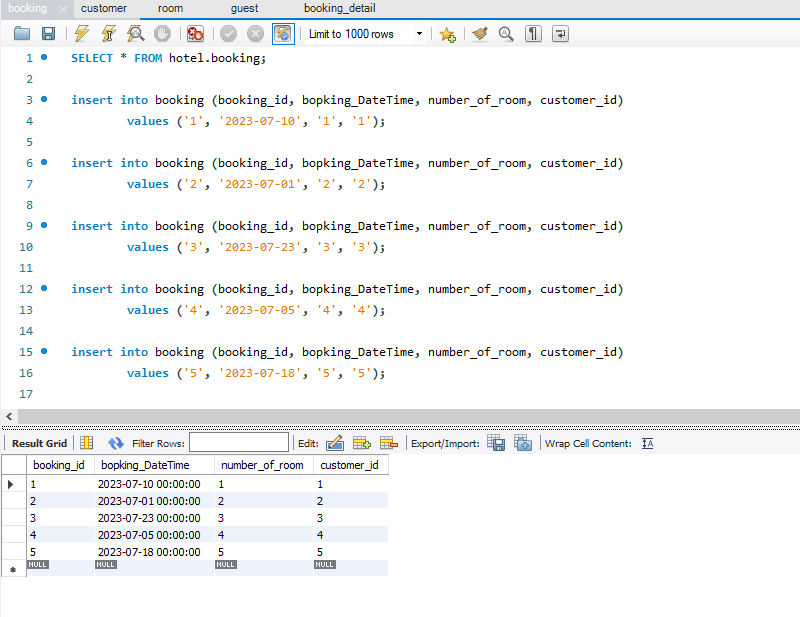 booking customer room guest booking_detail
Limit to 1000 rows
1 SELECT * FROM hotel.booking;
2
3 insert into booking (booking_id, bopking_DateTime, number_of_room, customer_id)
4 values ('1', '2023-07-10', '1', '1');
5
6 insert into booking (booking_id, bopking_DateTime, number_of_room, customer_id)
7 values ('2', '2023-07-01', '2', '2');
8
9 insert into booking (booking_id, bopking_DateTime, number_of_room, customer_id)
10 values ('3', '2023-07-23', '3', '3');
11
12 insert into booking (booking_id, bopking_DateTime, number_of_room, customer_id)
13 values ('4', '2023-07-05', '4', '4');
14
15 insert into booking (booking_id, bopking_DateTime, number_of_room, customer_id)
16 values ('5', '2023-07-18', '5', '5');
17
Result Grid Filter Rows: Edit: Export/Import: Wrap Cell Content: IA
booking_id bopking_DateTime number_of_room customer_id
1 2023-07-10 00:00:00 1 1
2 2023-07-01 00:00:00 2 2
3 2023-07-23 00:00:00 3 3
4 2023-07-05 00:00:00 4 4
5 2023-07-18 00:00:00 5 5
NULL NULL NULL NULL